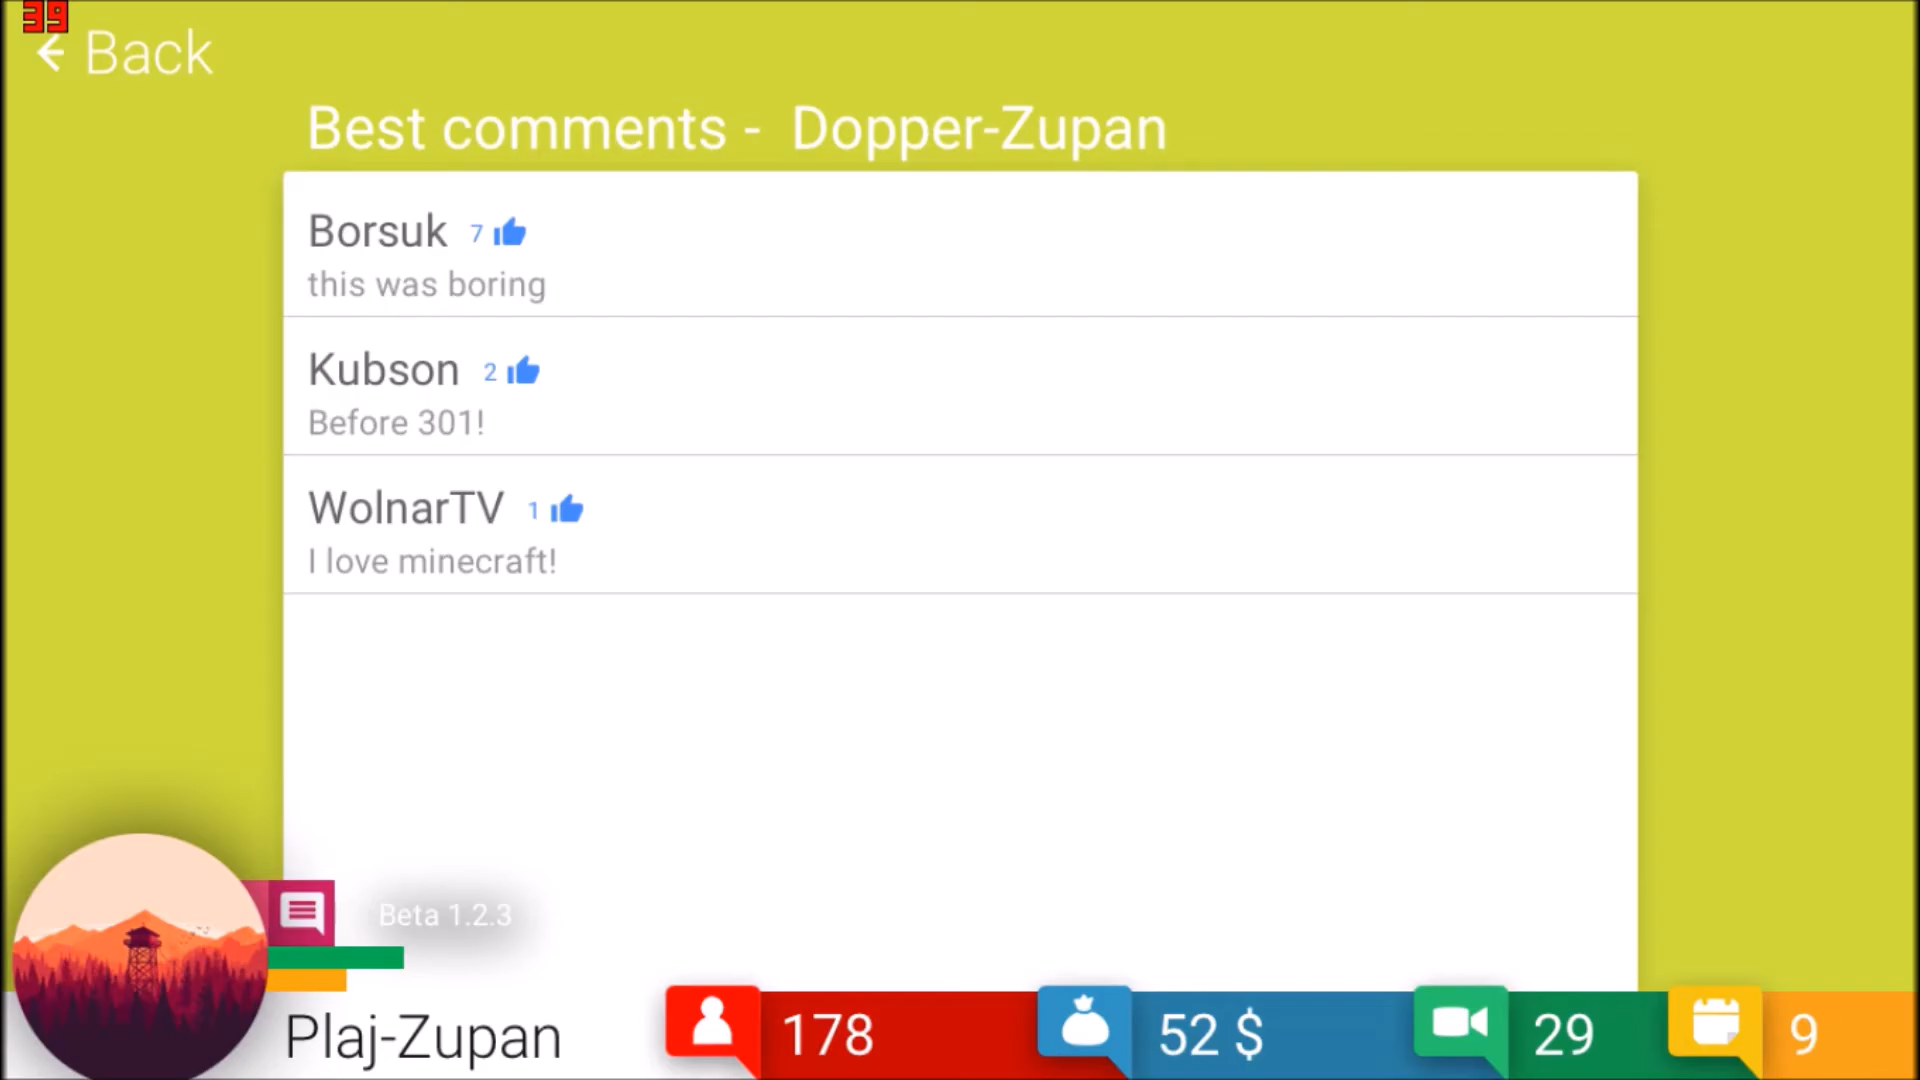 39
Back
Best comments - Dopper-Zupan
Borsuk 7
this was boring
Kubson 2
Before 301!
WolnarTV 1
I love minecraft!
Beta 1.2.3
Plaj-Zupan 178 52 $ 29 9